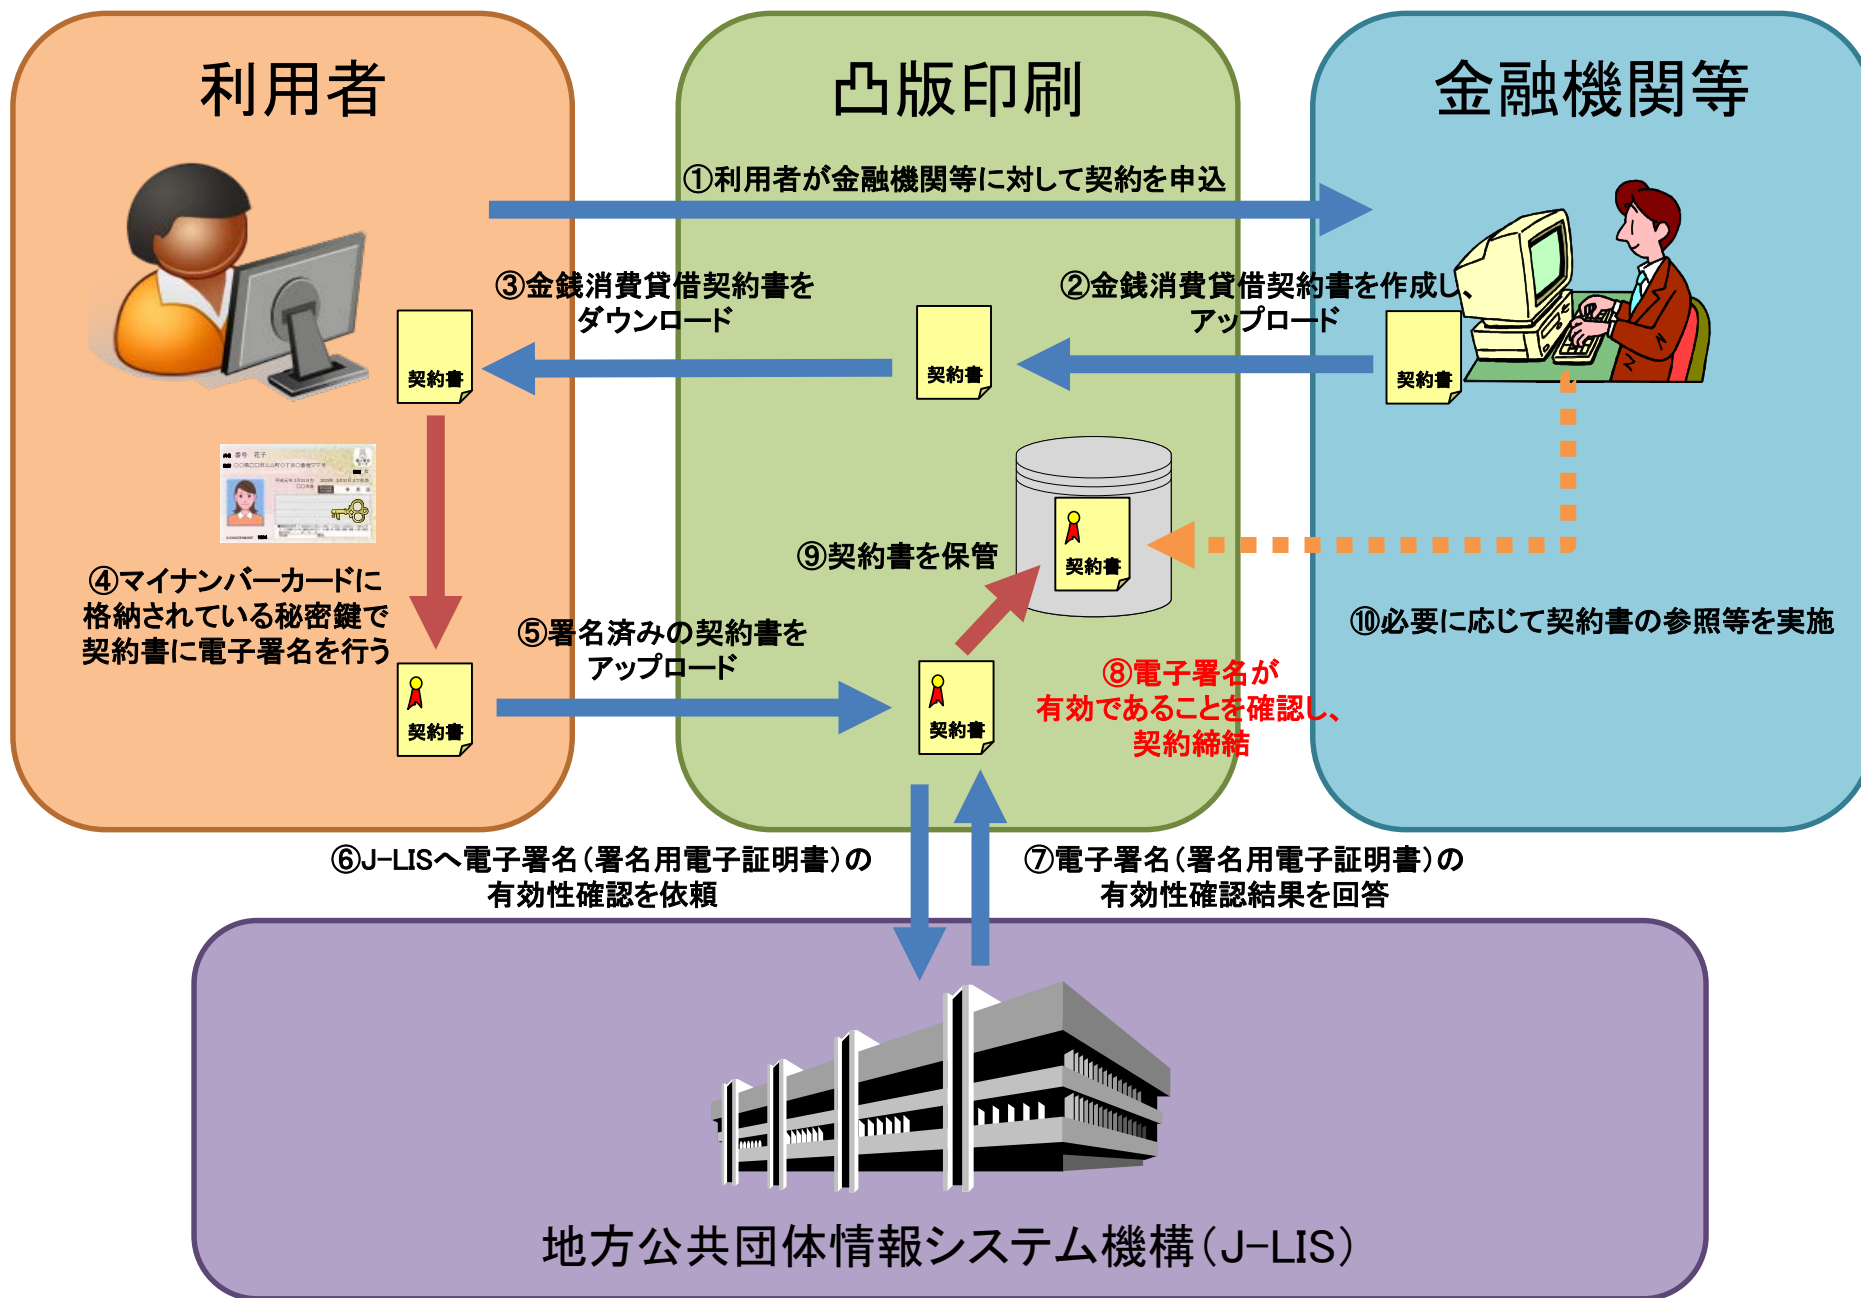 利用者
凸版印刷
金融機関等
①利用者が金融機関等に対して契約を申込
③金銭消費貸借契約書を
ダウンロード
②金銭消費貸借契約書を作成し、
アップロード
契約書
契約書
契約書
番号 花子
④マイナンバーカードに
格納されている秘密鍵で
契約書に電子署名を行う
⑨契約書を保管
契約書
⑩必要に応じて契約書の参照等を実施
⑤署名済みの契約書を
アップロード
契約書
契約書
⑧電子署名が
有効であることを確認し、
契約締結
⑥J-LISへ電子署名(署名用電子証明書)の
有効性確認を依頼
⑦電子署名(署名用電子証明書)の
有効性確認結果を回答
地方公共団体情報システム機構(J-LIS)